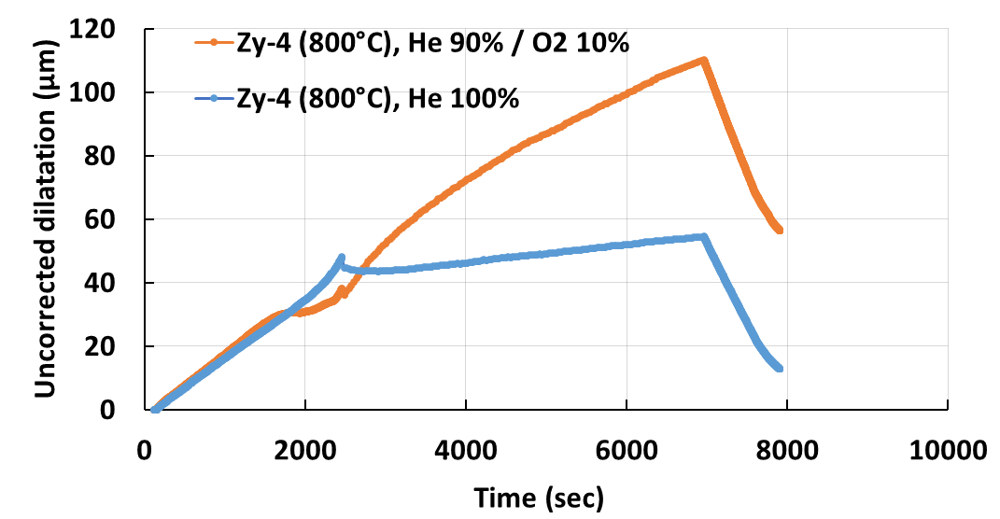 120
Zy-4 (800°C), He 90% / O2 10%
100
Zy-4 (800°C), He 100%
80
60
40
20
0
Uncorrected dilatation (µm)
0 2000 4000 6000 8000 10000
Time (sec)